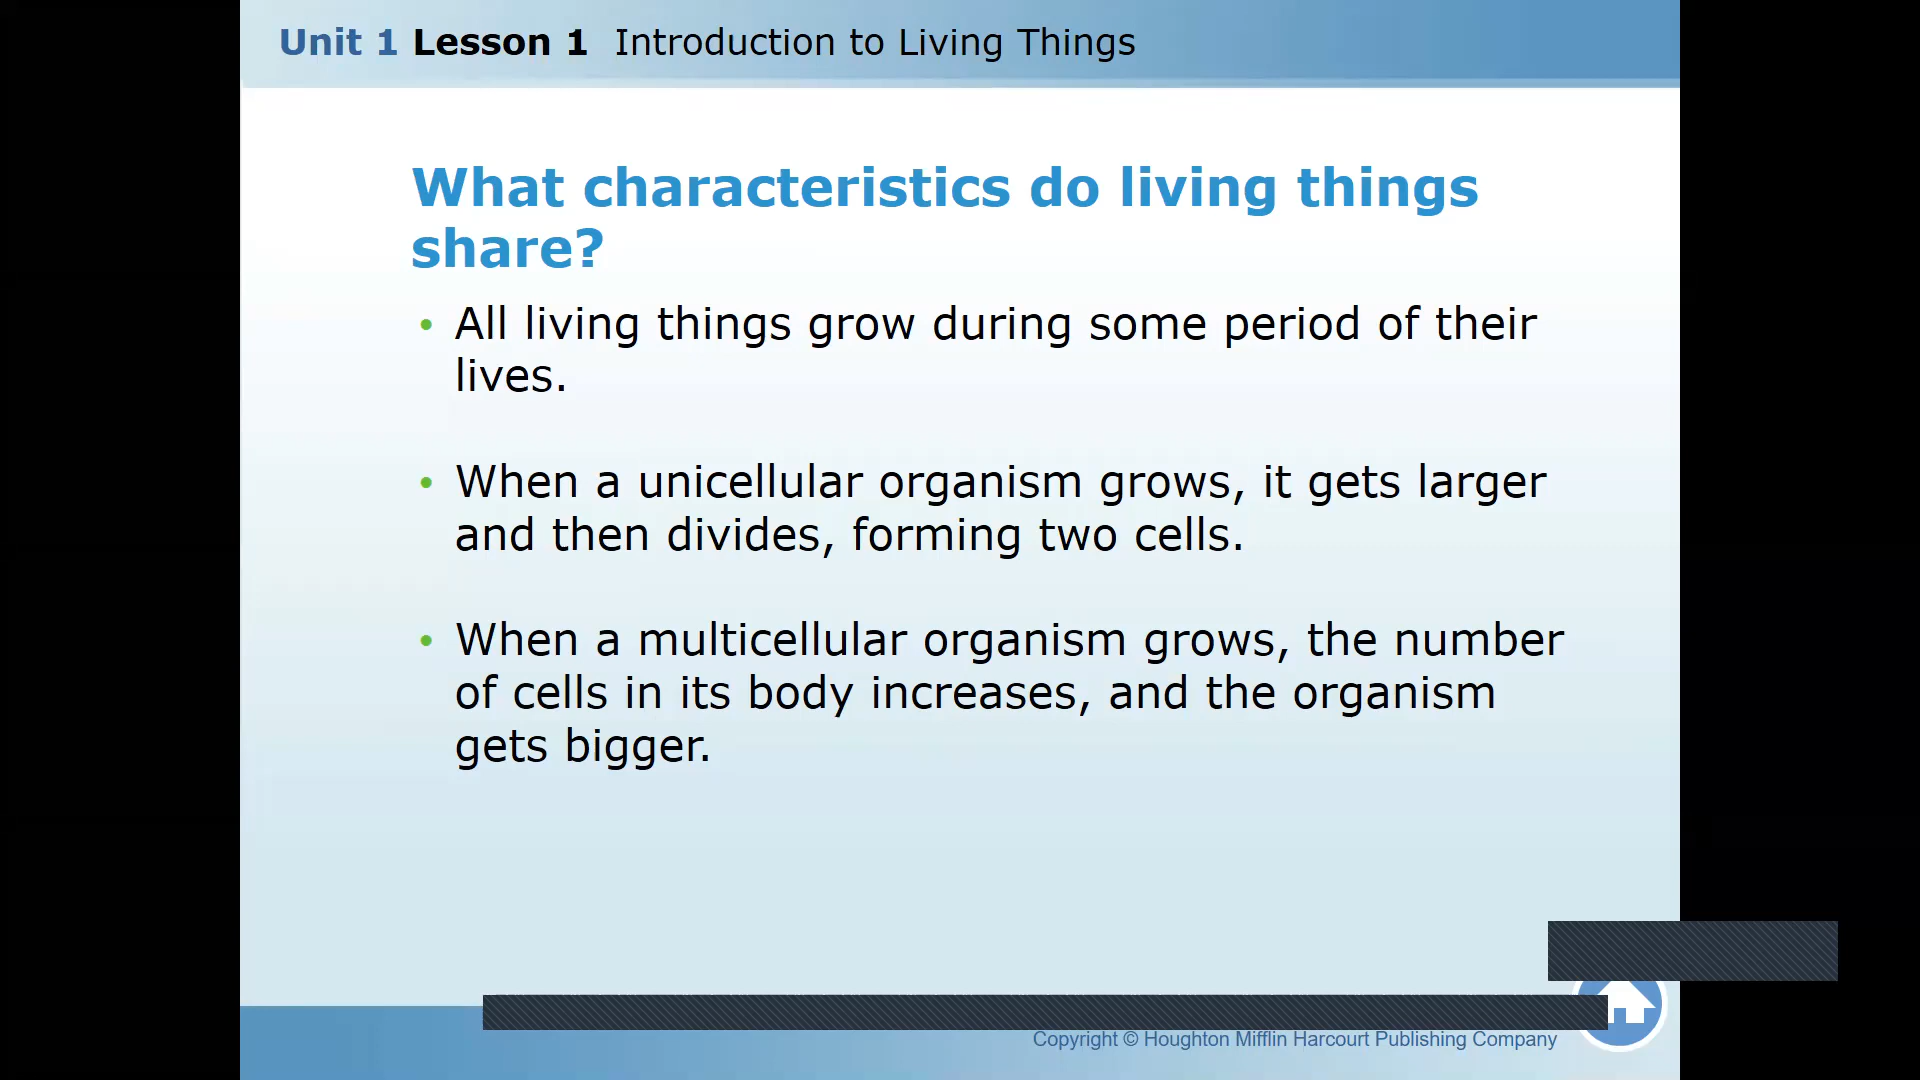 Unit 1 Lesson 1 Introduction to Living Things
What characteristics do living things
share?
• All living things grow during some period of their
lives.
• When a unicellular organism grows, it gets larger
and then divides, forming two cells.
• When a multicellular organism grows, the number
of cells in its body increases, and the organism
gets bigger.
Copyright © Houghton Mifflin Harcourt Publishing Company